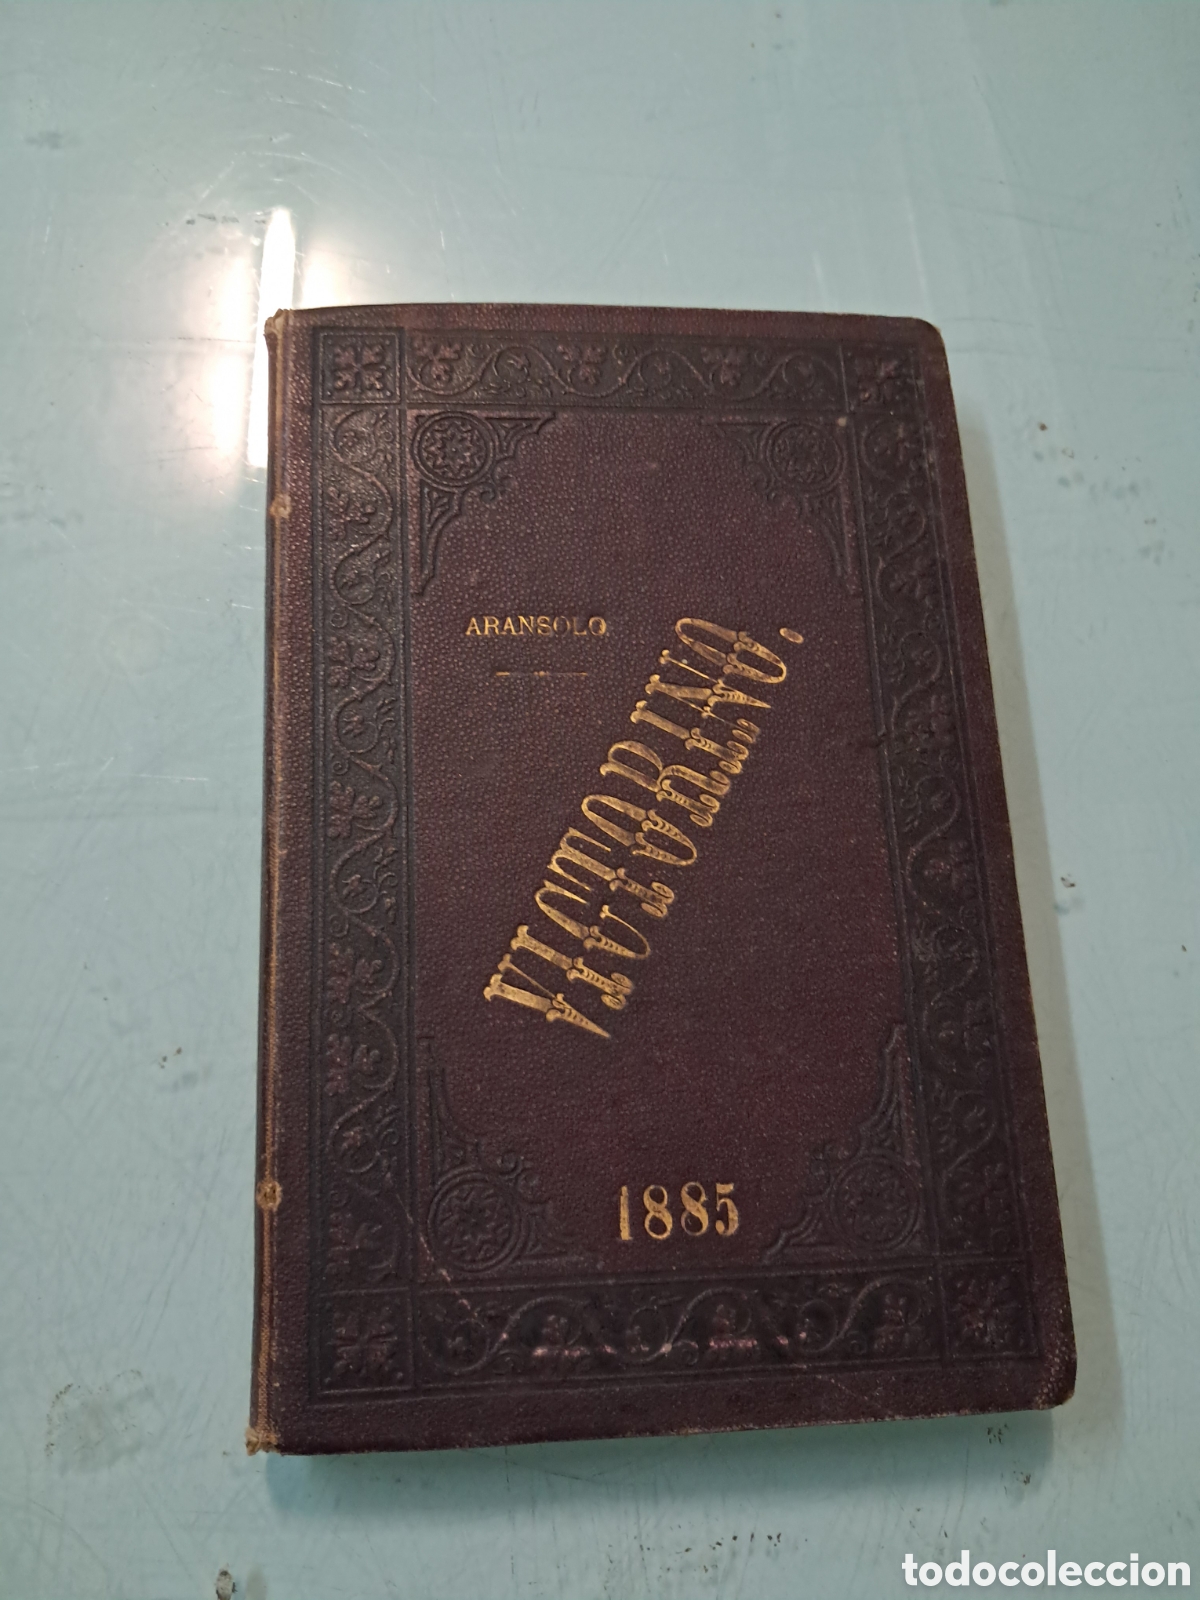 ARANSOLO
VICTORINO.
1885
todocoleccion